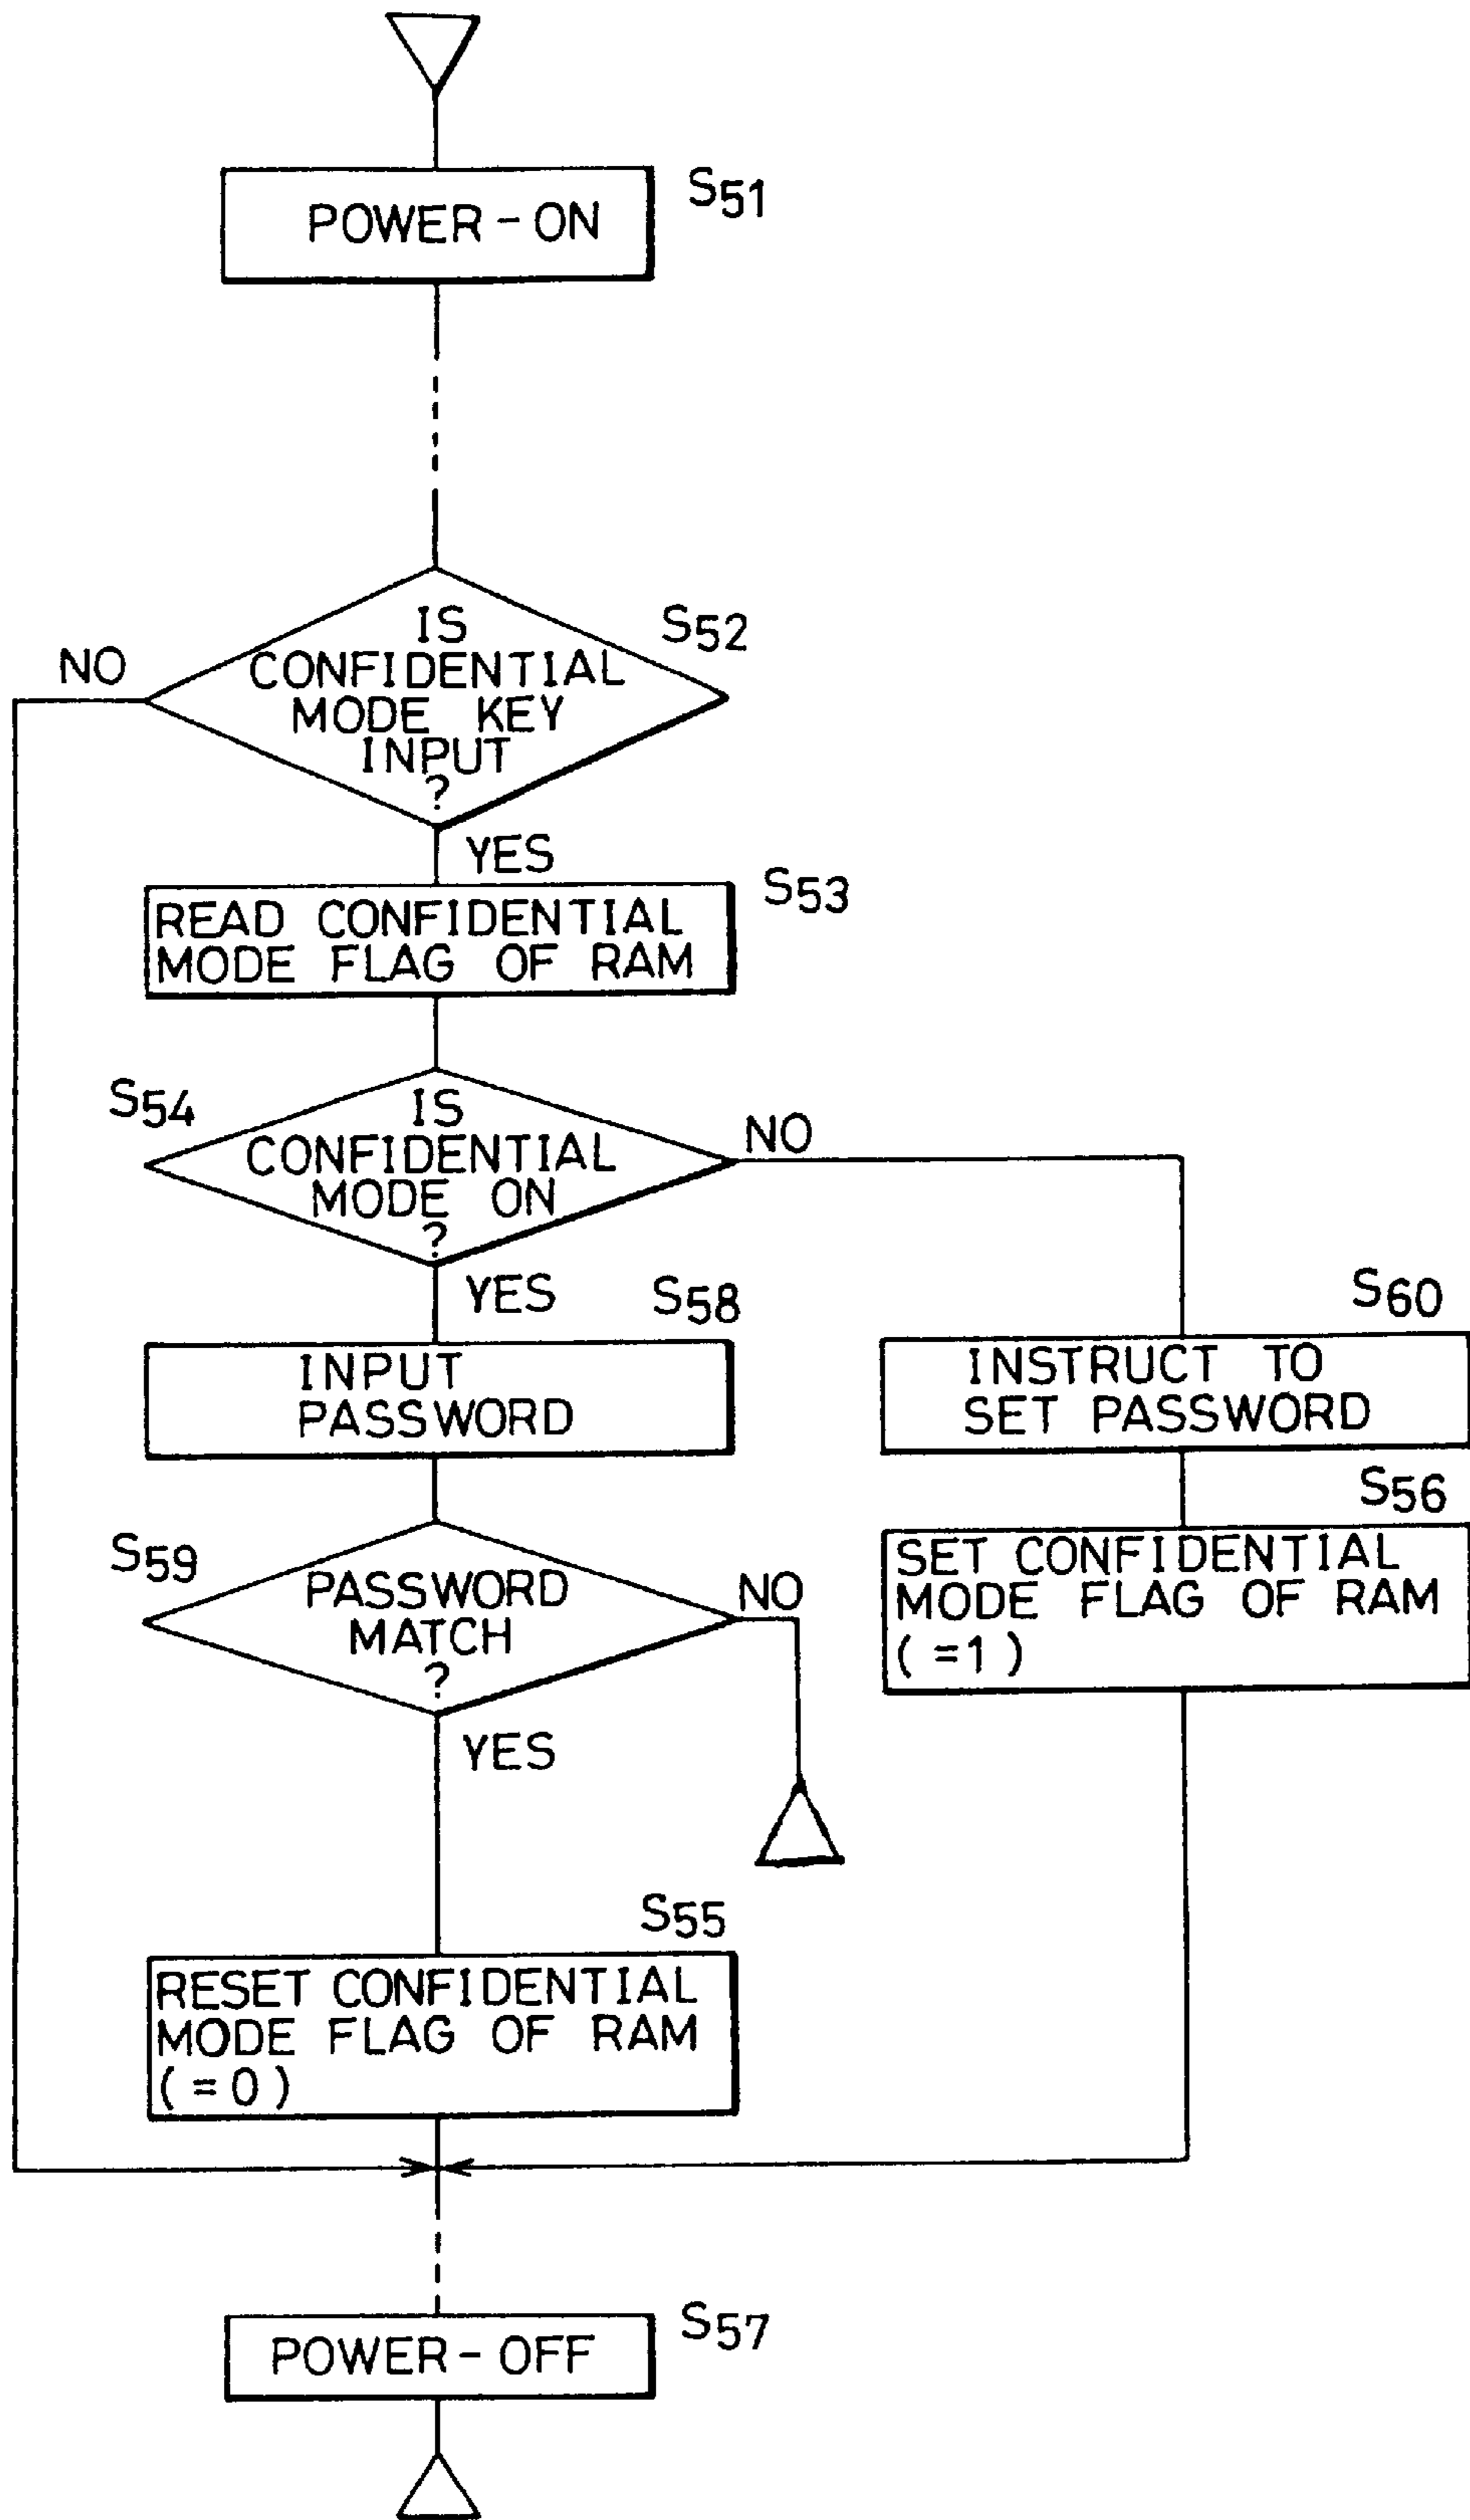 POWER-ON
S51
IS
CONFIDENTIAL
MODE KEY
INPUT
?
S52
NO
YES
READ CONFIDENTIAL
MODE FLAG OF RAM
S53
S54
IS
CONFIDENTIAL
MODE ON
?
NO
YES
S58
INPUT
PASSWORD
S60
INSTRUCT TO
SET PASSWORD
S56
SET CONFIDENTIAL
MODE FLAG OF RAM
(=1)
S59
PASSWORD
MATCH
?
NO
YES
S55
RESET CONFIDENTIAL
MODE FLAG OF RAM
(=0)
POWER-OFF
S57